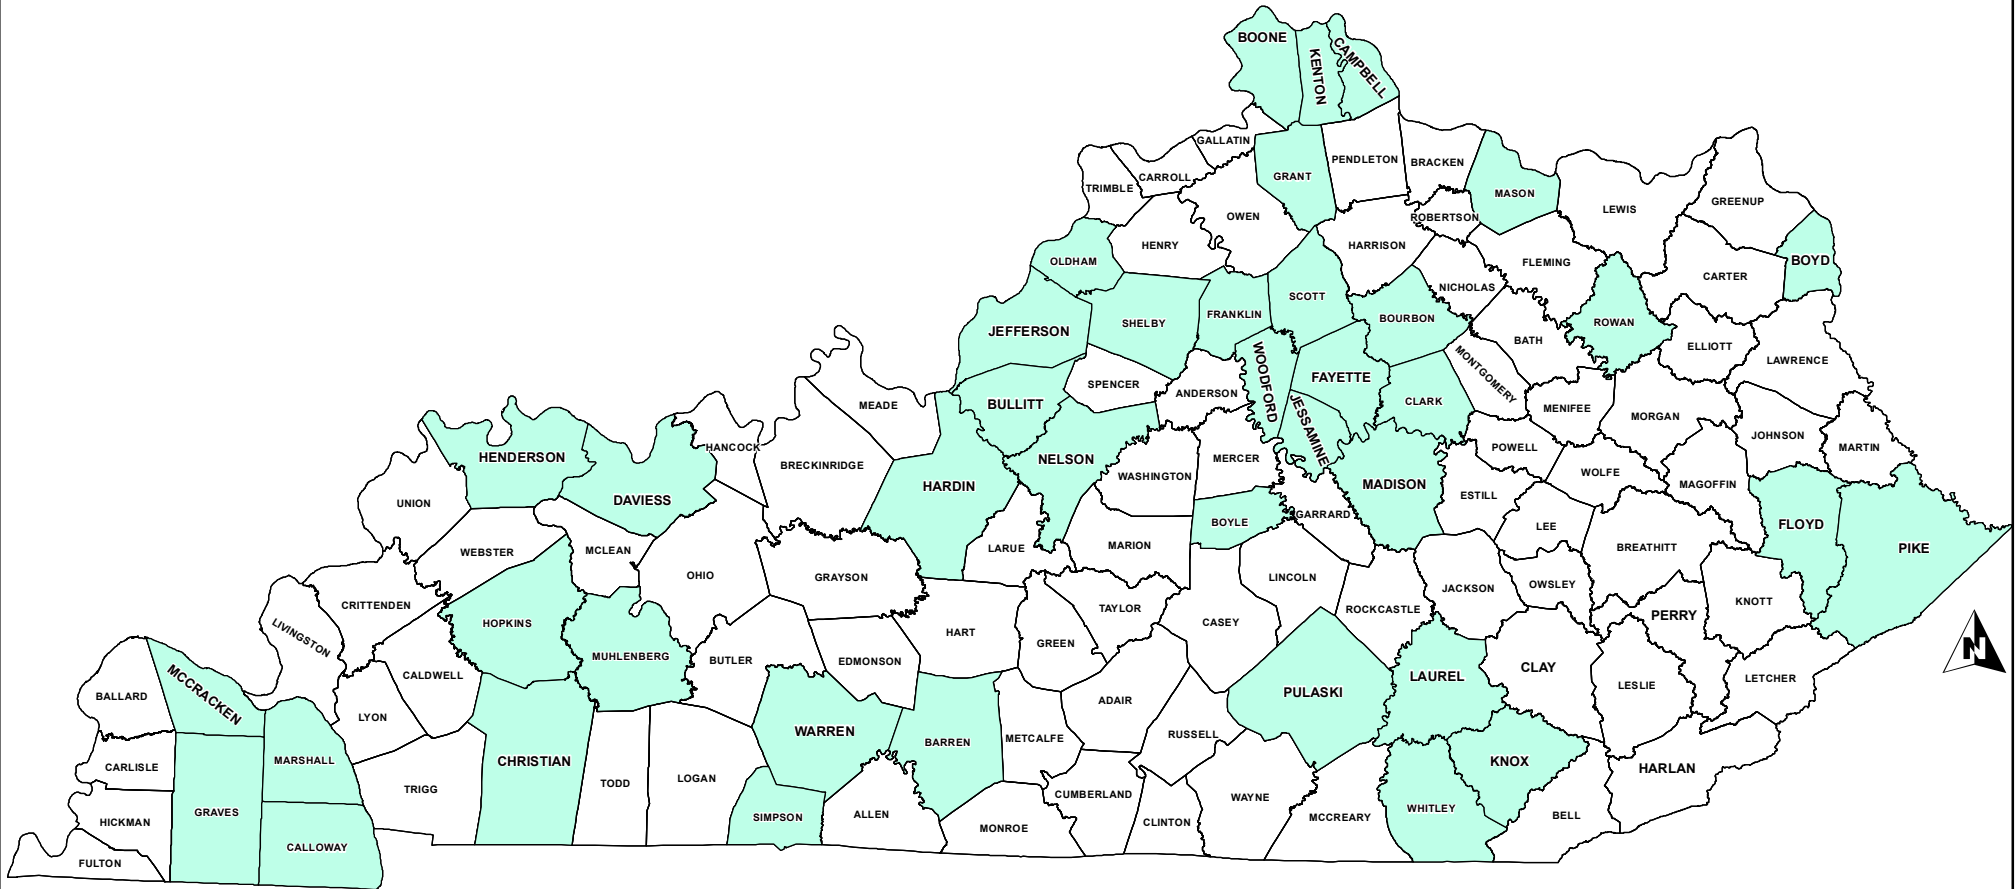 BOONE
KENTON
CAMPBELL
GALLATIN
PENDLETON
BRACKEN
CARROLL
GRANT
TRIMBLE
MASON
GREENUP
LEWIS
OWEN
ROBERTSON
HENRY
HARRISON
OLDHAM
FLEMING
BOYD
CARTER
NICHOLAS
SCOTT
FRANKLIN
BOURBON
SHELBY
ROWAN
JEFFERSON
BATH
ELLIOTT
LAWRENCE
WOODFORD
MONTGOMERY
FAYETTE
SPENCER
ANDERSON
CLARK
MEADE
BULLITT
MENIFEE
MORGAN
JESSAMINE
JOHNSON
HANCOCK
POWELL
MARTIN
HENDERSON
NELSON
MERCER
BRECKINRIDGE
WASHINGTON
WOLFE
MAGOFFIN
HARDIN
MADISON
DAVIESS
ESTILL
UNION
GARRARD
BOYLE
LEE
FLOYD
PIKE
MARION
BREATHITT
LARUE
WEBSTER
MCLEAN
OHIO
GRAYSON
LINCOLN
OWSLEY
JACKSON
KNOTT
CRITTENDEN
TAYLOR
ROCKCASTLE
PERRY
HOPKINS
CASEY
HART
LIVINGSTON
GREEN
N
MUHLENBERG
BUTLER
EDMONSON
CLAY
CALDWELL
LAUREL
LETCHER
LESLIE
PULASKI
BALLARD
MCCRACKEN
ADAIR
LYON
WARREN
RUSSELL
METCALFE
BARREN
MARSHALL
CHRISTIAN
KNOX
CARLISLE
HARLAN
LOGAN
TODD
TRIGG
CUMBERLAND
WAYNE
WHITLEY
GRAVES
ALLEN
BELL
SIMPSON
MCCREARY
HICKMAN
CLINTON
MONROE
CALLOWAY
FULTON